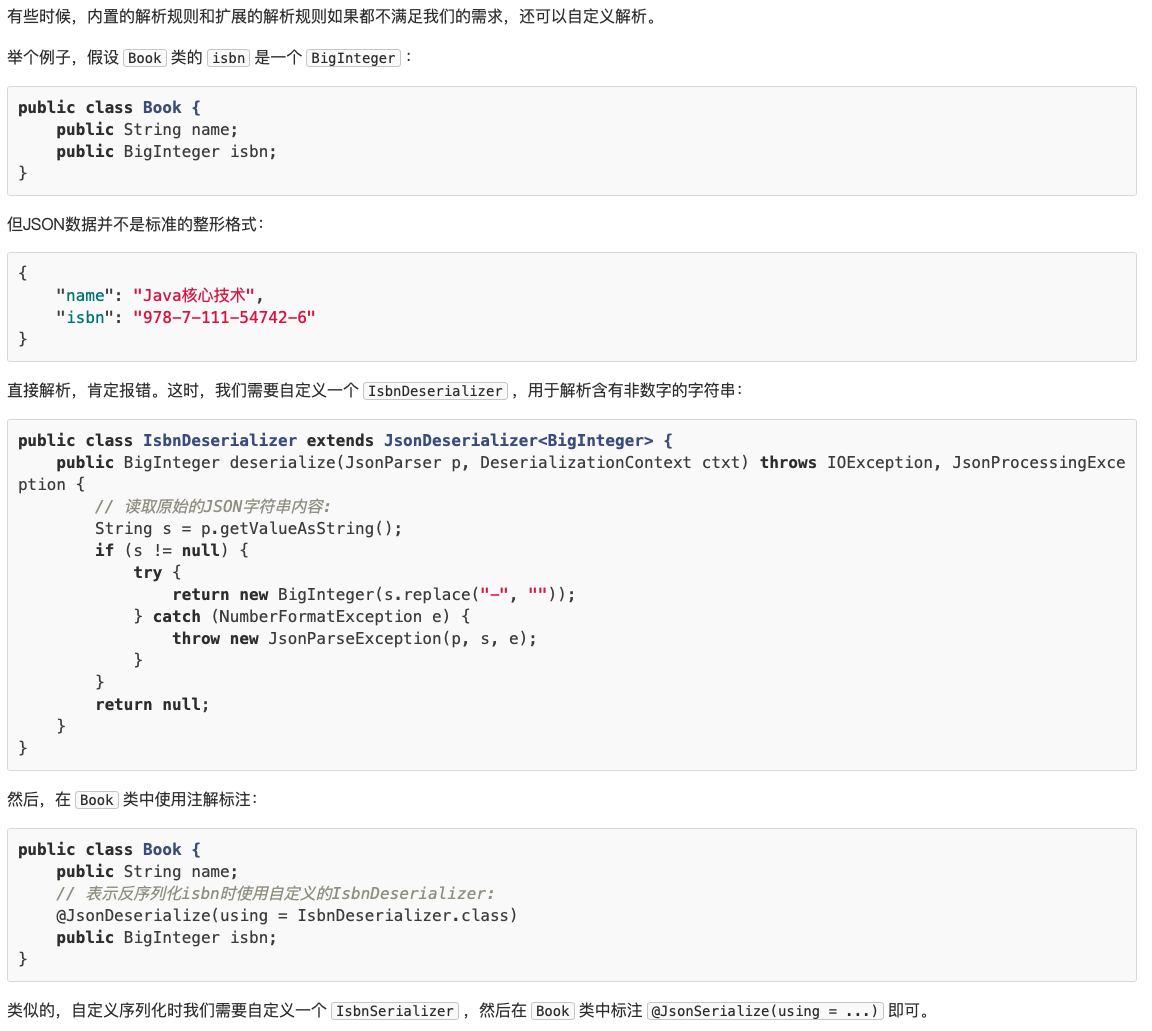 有些时候，内置的解析规则和扩展的解析规则如果都不满足我们的需求，还可以自定义解析。
举个例子，假设 Book 类的 isbn 是一个 BigInteger ：
public class Book {
    public String name;
    public BigInteger isbn;
}
但JSON数据并不是标准的整形格式：
{
    "name": "Java核心技术",
    "isbn": "978-7-111-54742-6"
}
直接解析，肯定报错。这时，我们需要自定义一个 IsbnDeserializer ，用于解析含有非数字的字符串：
public class IsbnDeserializer extends JsonDeserializer<BigInteger> {
    public BigInteger deserialize(JsonParser p, DeserializationContext ctxt) throws IOException, JsonProcessingExce
ption {
        // 读取原始的JSON字符串内容:
        String s = p.getValueAsString();
        if (s != null) {
            try {
                return new BigInteger(s.replace("-", ""));
            } catch (NumberFormatException e) {
                throw new JsonParseException(p, s, e);
            }
        }
        return null;
    }
}
然后，在 Book 类中使用注解标注：
public class Book {
    public String name;
    // 表示反序列化isbn时使用自定义的IsbnDeserializer:
    @JsonDeserialize(using = IsbnDeserializer.class)
    public BigInteger isbn;
}
类似的，自定义序列化时我们需要自定义一个 IsbnSerializer ，然后在 Book 类中标注 @JsonSerialize(using = ...) 即可。